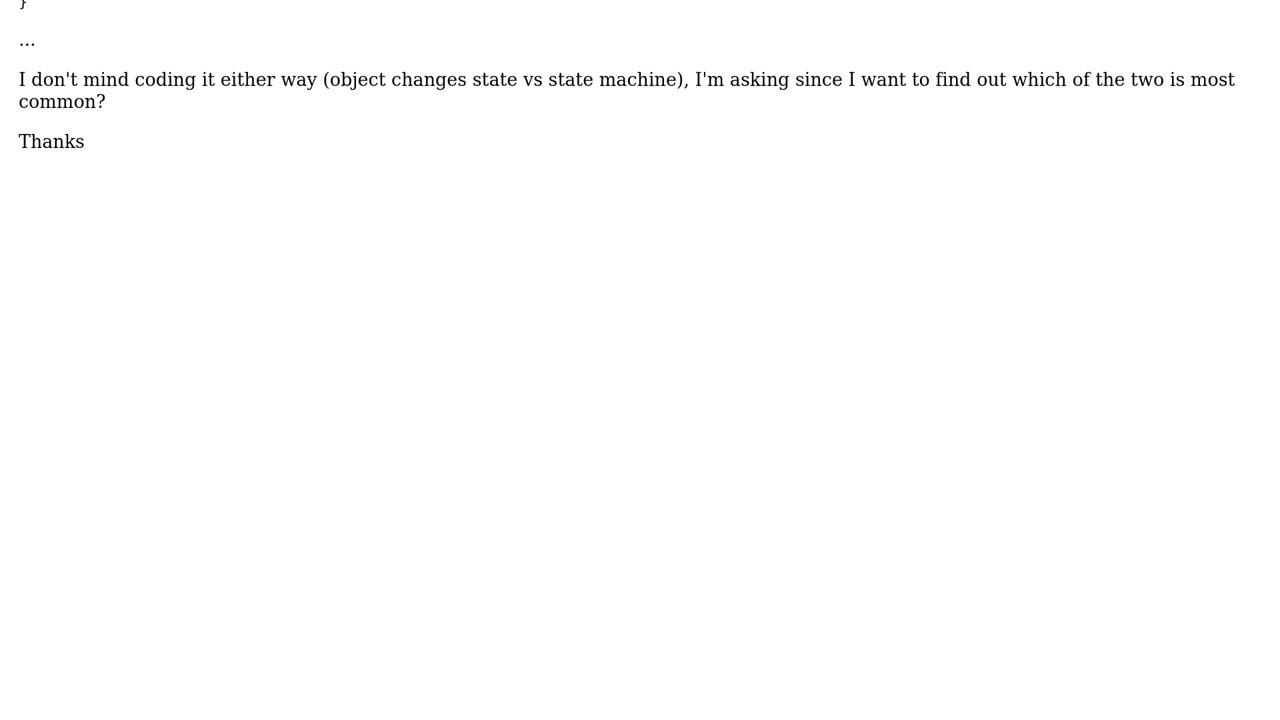 }
...
I don't mind coding it either way (object changes state vs state machine), I'm asking since I want to find out which of the two is most
common?
Thanks